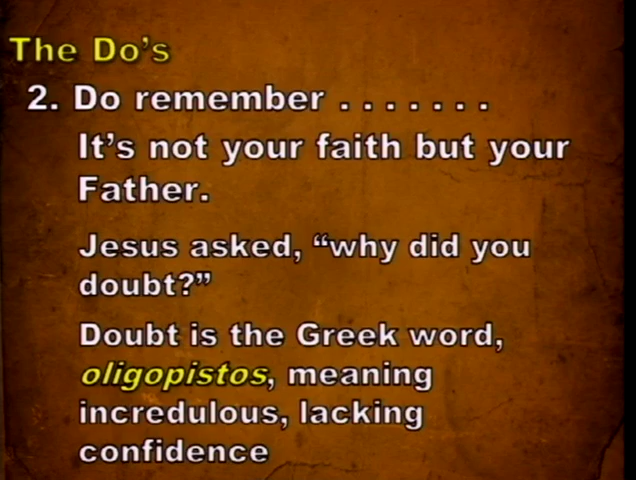 The Do's
2. Do remember . . . . . . .
It's not your faith but your
Father.
Jesus asked, “why did you
doubt?”
Doubt is the Greek word,
oligopistos, meaning
incredulous, lacking
confidence